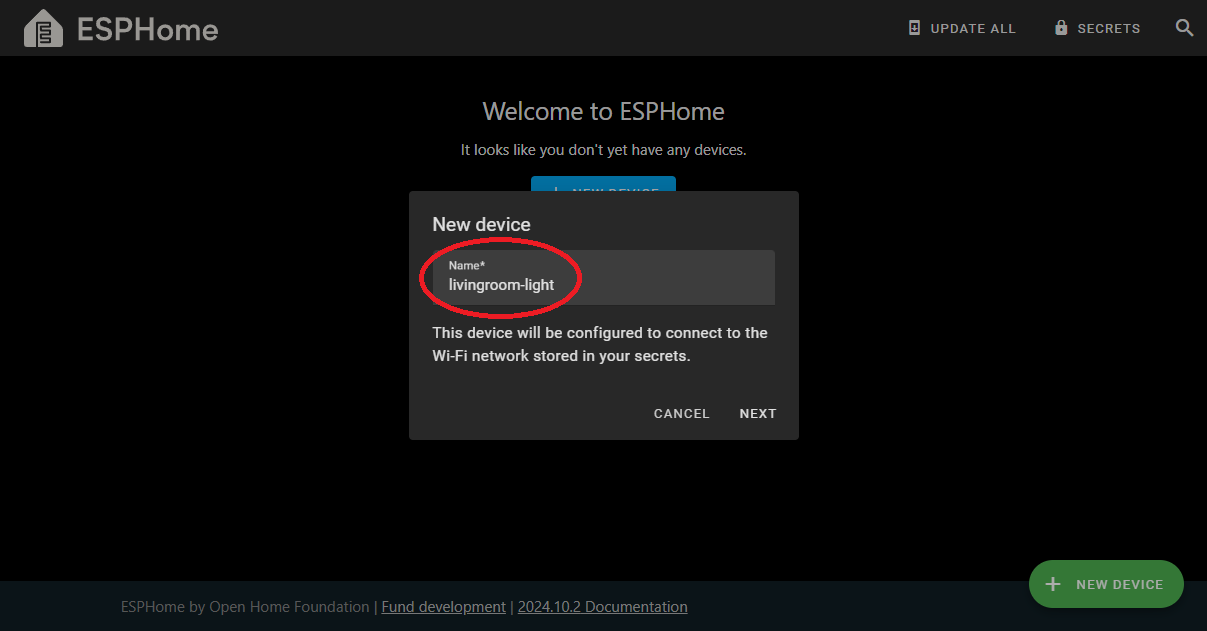 ESPHome
UPDATE ALL
SECRETS
Welcome to ESPHome
It looks like you don't yet have any devices.
NEW DEVICE
New device
Name*
livingroom-light
This device will be configured to connect to the
Wi-Fi network stored in your secrets.
CANCEL
NEXT
NEW DEVICE
ESPHome by Open Home Foundation | Fund development | 2024.10.2 Documentation